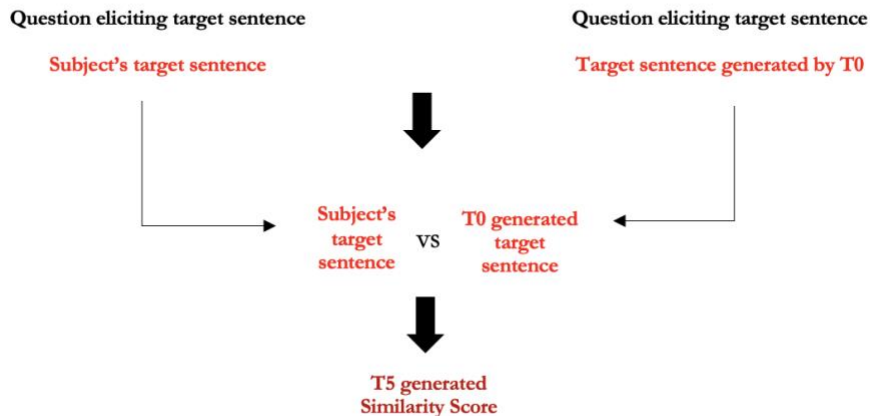 Question eliciting target sentence
Subject's target sentence
Question eliciting target sentence
Target sentence generated by T0
Subject's
target
sentence
vs
T0 generated
target
sentence
T5 generated
Similarity Score